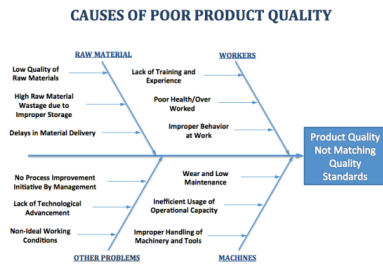 CAUSES OF POOR PRODUCT QUALITY
RAW MATERIAL
Low Quality of
Raw Materials
High Raw Material
Wastage due to
Improper Storage
Delays in Material Delivery
WORKERS
Lack of Training and
Experience
Poor Health/Over
Worked
Improper Behavior
at Work
Product Quality
Not Matching
Quality
Standards
No Process Improvement
Initiative By Management
Lack of Technological
Advancement
Non-Ideal Working
Conditions
OTHER PROBLEMS
Wear and Low
Maintenance
Inefficient Usage of
Operational Capacity
Improper Handling of
Machinery and Tools
MACHINES